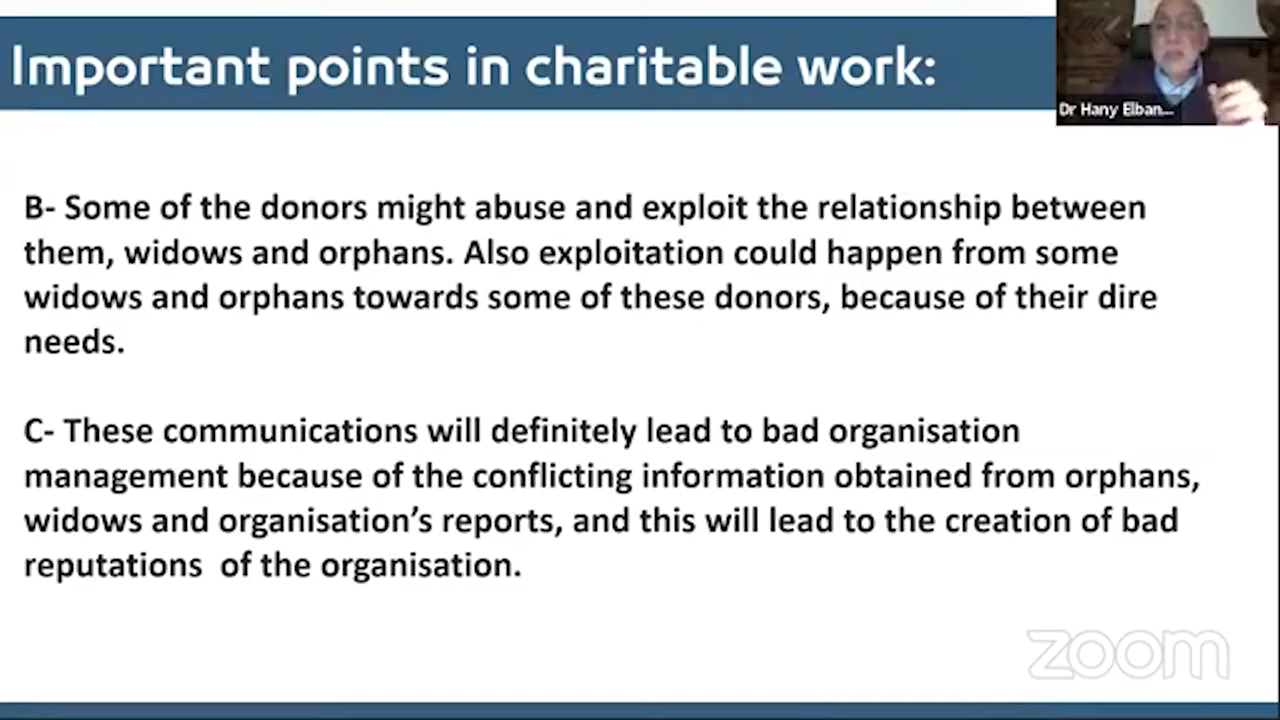 Important points in charitable work:
Dr Hany Elban...
B- Some of the donors might abuse and exploit the relationship between
them, widows and orphans. Also exploitation could happen from some
widows and orphans towards some of these donors, because of their dire
needs.
C- These communications will definitely lead to bad organisation
management because of the conflicting information obtained from orphans,
widows and organisation’s reports, and this will lead to the creation of bad
reputations  of the organisation.
zoom